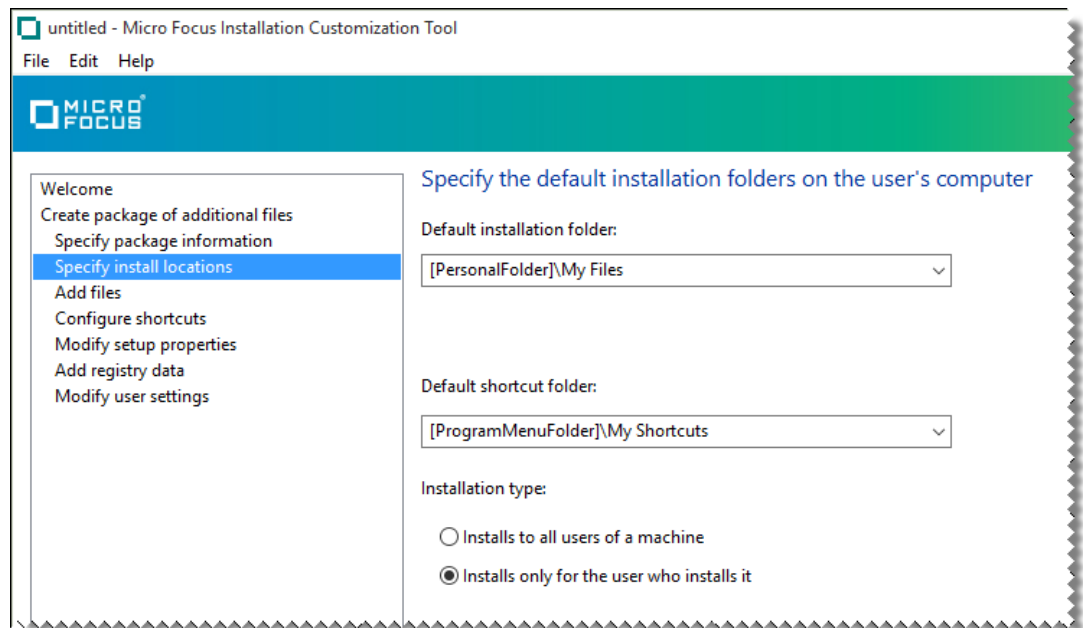 untitled - Micro Focus Installation Customization Tool
File Edit Help
MICRO
FOCUS®
Welcome
Create package of additional files
Specify package information
Specify install locations
Add files
Configure shortcuts
Modify setup properties
Add registry data
Modify user settings
Specify the default installation folders on the user's computer
Default installation folder:
[PersonalFolder]\My Files
Default shortcut folder:
[ProgramMenuFolder]\My Shortcuts
Installation type:
Installs to all users of a machine
Installs only for the user who installs it